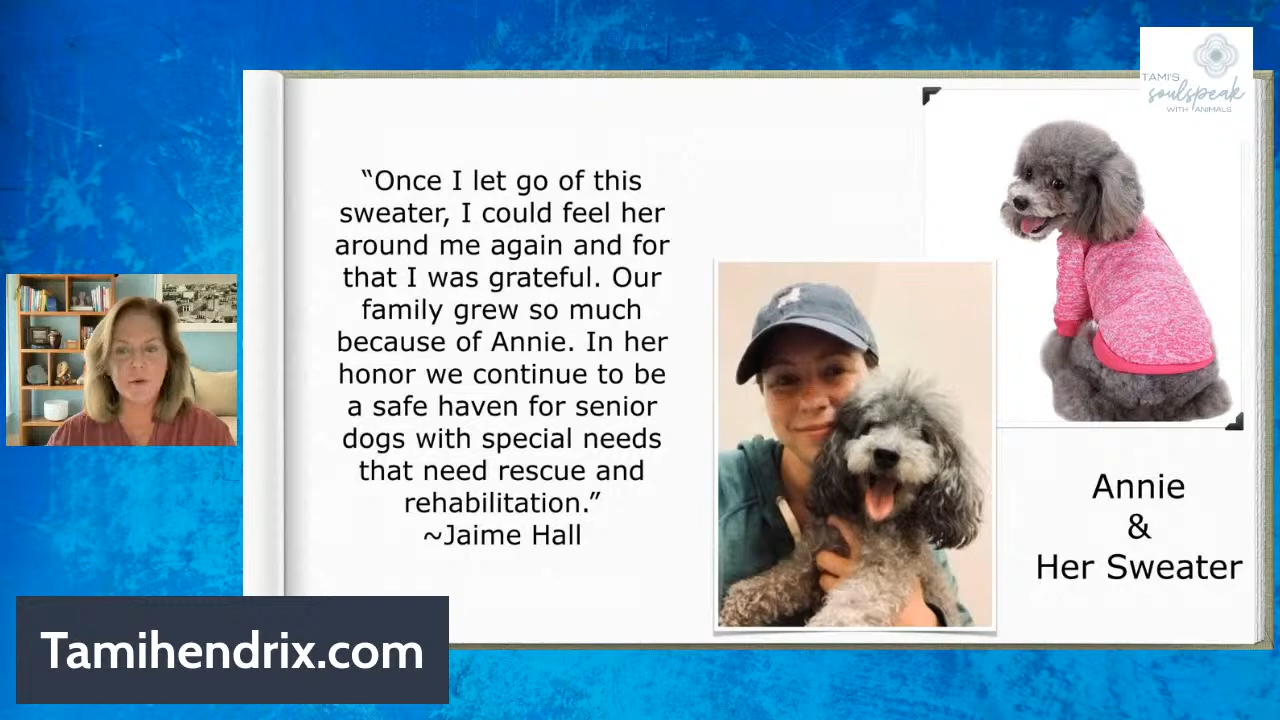 TAMI'S
soulspeak
WITH ANIMALS
“Once I let go of this
sweater, I could feel her
around me again and for
that I was grateful. Our
family grew so much
because of Annie. In her
honor we continue to be
a safe haven for senior
dogs with special needs
that need rescue and
rehabilitation.”
~Jaime Hall
Annie
&
Her Sweater
Tamihendrix.com